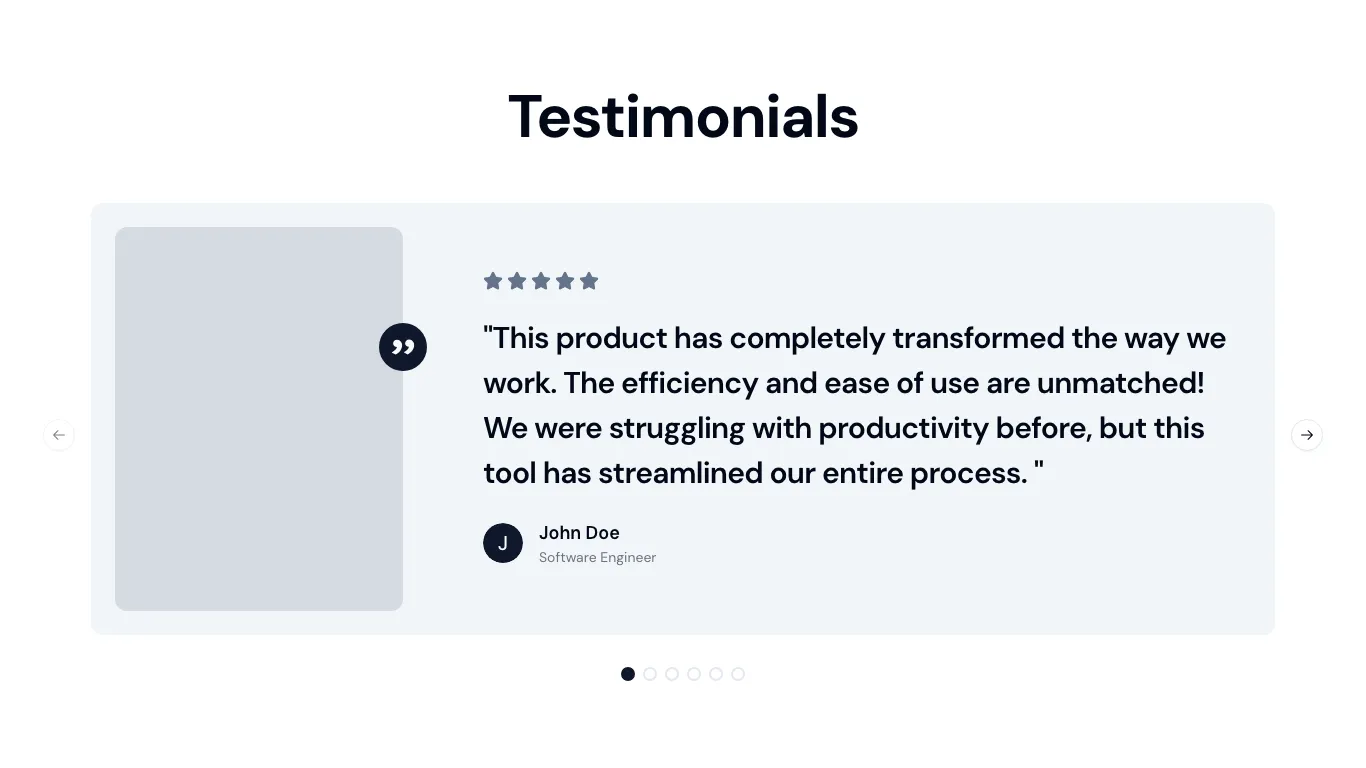 Testimonials
"This product has completely transformed the way we
work. The efficiency and ease of use are unmatched!
We were struggling with productivity before, but this
tool has streamlined our entire process. "
J
John Doe
Software Engineer